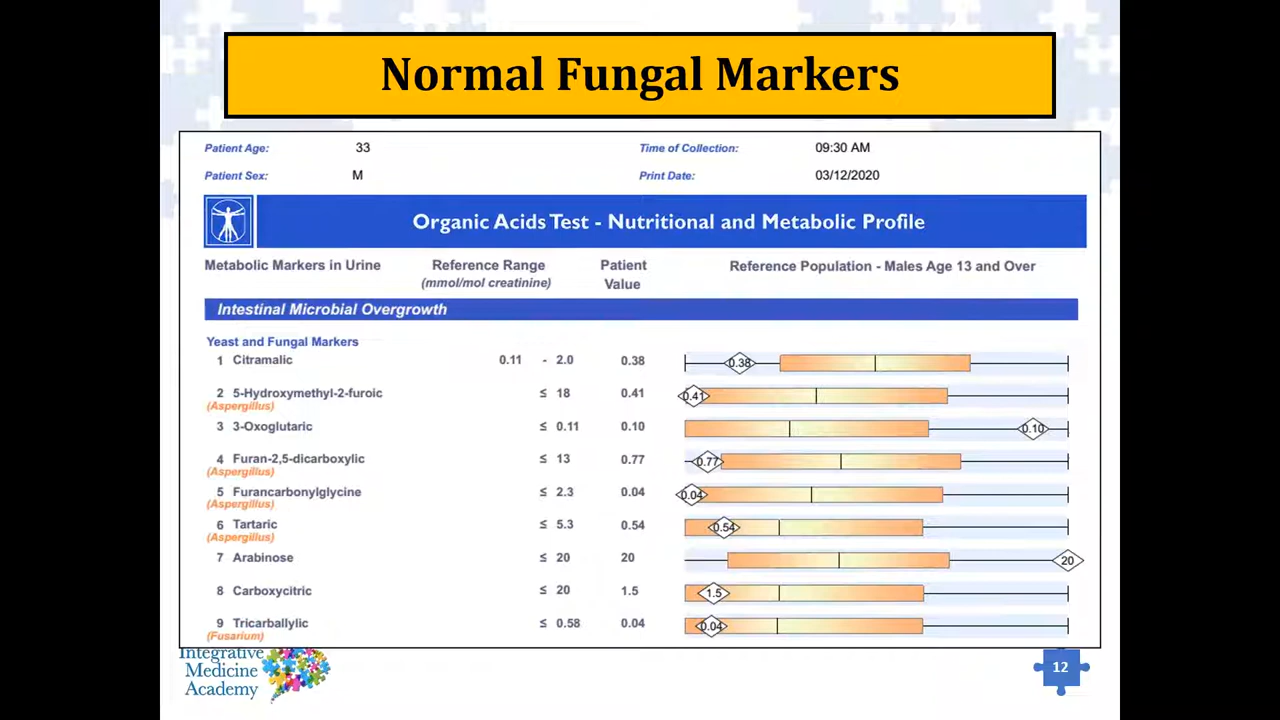 Normal Fungal Markers
Patient Age: 33 Time of Collection: 09:30 AM
Patient Sex: M Print Date: 03/12/2020
Organic Acids Test - Nutritional and Metabolic Profile
Metabolic Markers in Urine Reference Range Patient Reference Population - Males Age 13 and Over
(mmol/mol creatinine) Value
Intestinal Microbial Overgrowth
Yeast and Fungal Markers
1 Citramalic 0.11 - 2.0 0.38 0.38
2 5-Hydroxymethyl-2-furoic ≤ 18 0.41 0.41
(Aspergillus)
3 3-Oxoglutaric ≤ 0.11 0.10 0.10
4 Furan-2,5-dicarboxylic ≤ 13 0.77 0.77
(Aspergillus)
5 Furancarbonylglycine ≤ 2.3 0.04 0.04
(Aspergillus)
6 Tartaric ≤ 5.3 0.54 0.54
(Aspergillus)
7 Arabinose ≤ 20 20 20
8 Carboxycitric ≤ 20 1.5 1.5
9 Tricarballylic ≤ 0.58 0.04 0.04
(Fusarium)
Integrative
Medicine
Academy
12